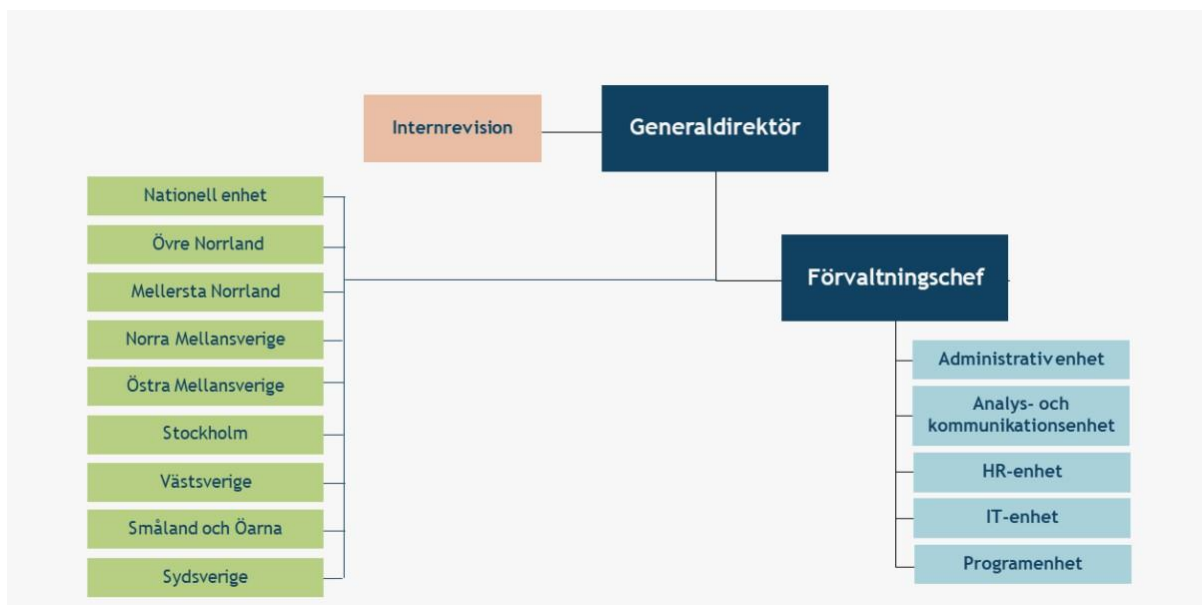 Internrevision
Generaldirektör
Nationell enhet
Övre Norrland
Mellersta Norrland
Norra Mellansverige
Östra Mellansverige
Stockholm
Västsverige
Småland och Öarna
Sydsverige
Förvaltningschef
Administrativ enhet
Analys- och
kommunikationsenhet
HR-enhet
IT-enhet
Programenhet